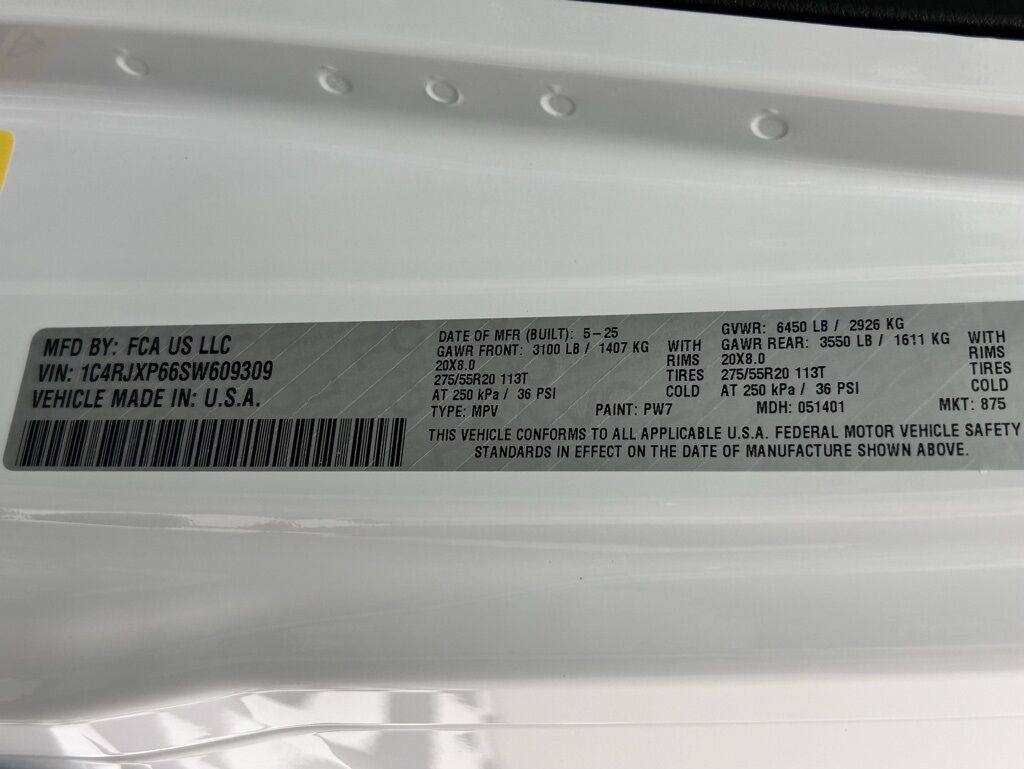 MFD BY: FCA US LLC
VIN: 1C4RJXP66SW609309
VEHICLE MADE IN: U.S.A.
DATE OF MFR (BUILT): 5-25
GAWR FRONT: 3100 LB / 1407 KG
20X8.0
275/55R20 113T
AT 250 kPa / 36 PSI
WITH
RIMS
TIRES
COLD
GVWR: 6450 LB / 2926 KG
GAWR REAR: 3550 LB / 1611 KG
20X8.0
275/55R20 113T
AT 250 kPa / 36 PSI
WITH
RIMS
TIRES
COLD
TYPE: MPV PAINT: PW7 MDH: 051401 MKT: 875
THIS VEHICLE CONFORMS TO ALL APPLICABLE U.S.A. FEDERAL MOTOR VEHICLE SAFETY
STANDARDS IN EFFECT ON THE DATE OF MANUFACTURE SHOWN ABOVE.